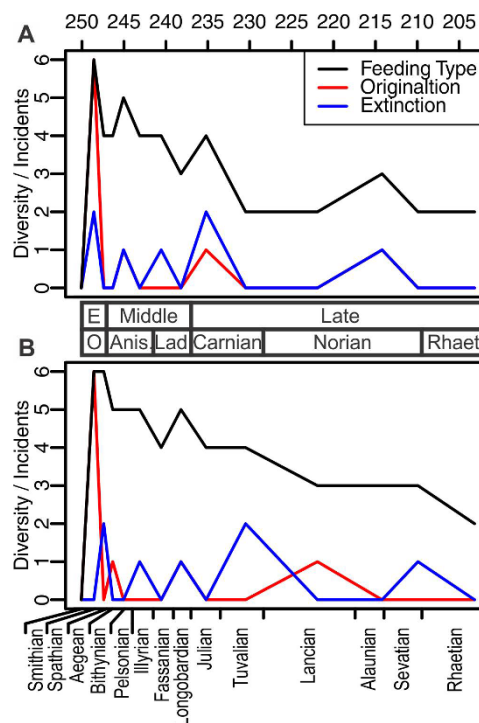 A
250 245 240 235 230 225 220 215 210 205
Feeding Type
Originaltion
Extinction
Diversity / Incidents
6
5
4
3
2
1
0
E Middle Late
O Anis. Lad Carnian Norian Rhaet
B
Diversity / Incidents
6
5
4
3
2
1
0
Smithian
Spathian
Aegean
Bithynian
Pelsonian
Illyrian
Fassanian
Longobardian
Julian
Tuvalian
Lancian
Alaunian
Sevatian
Rhaetian